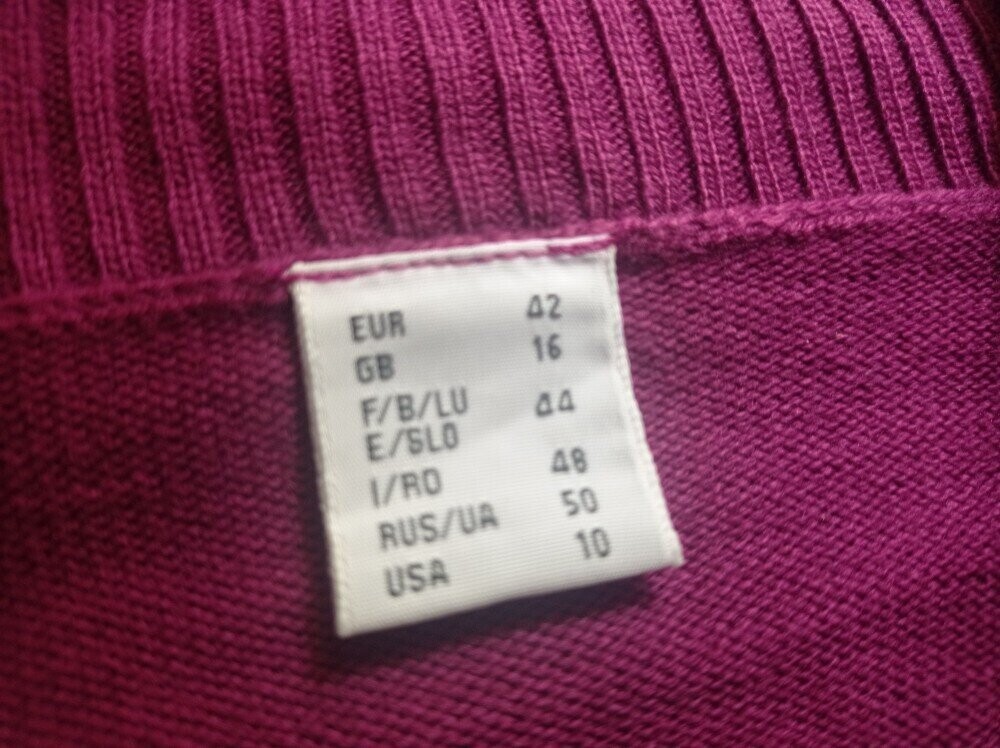 EUR 42
GB 16
F/B/LU 44
E/SLO
I/RO 48
RUS/UA 50
USA 10